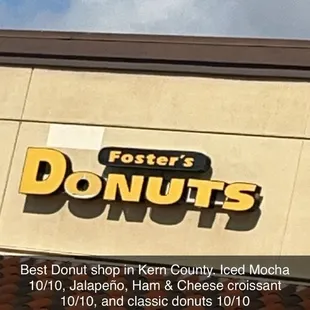 Foster's
DONUTS
Best Donut shop in Kern County. Iced Mocha
10/10, Jalapeño, Ham & Cheese croissant
10/10, and classic donuts 10/10